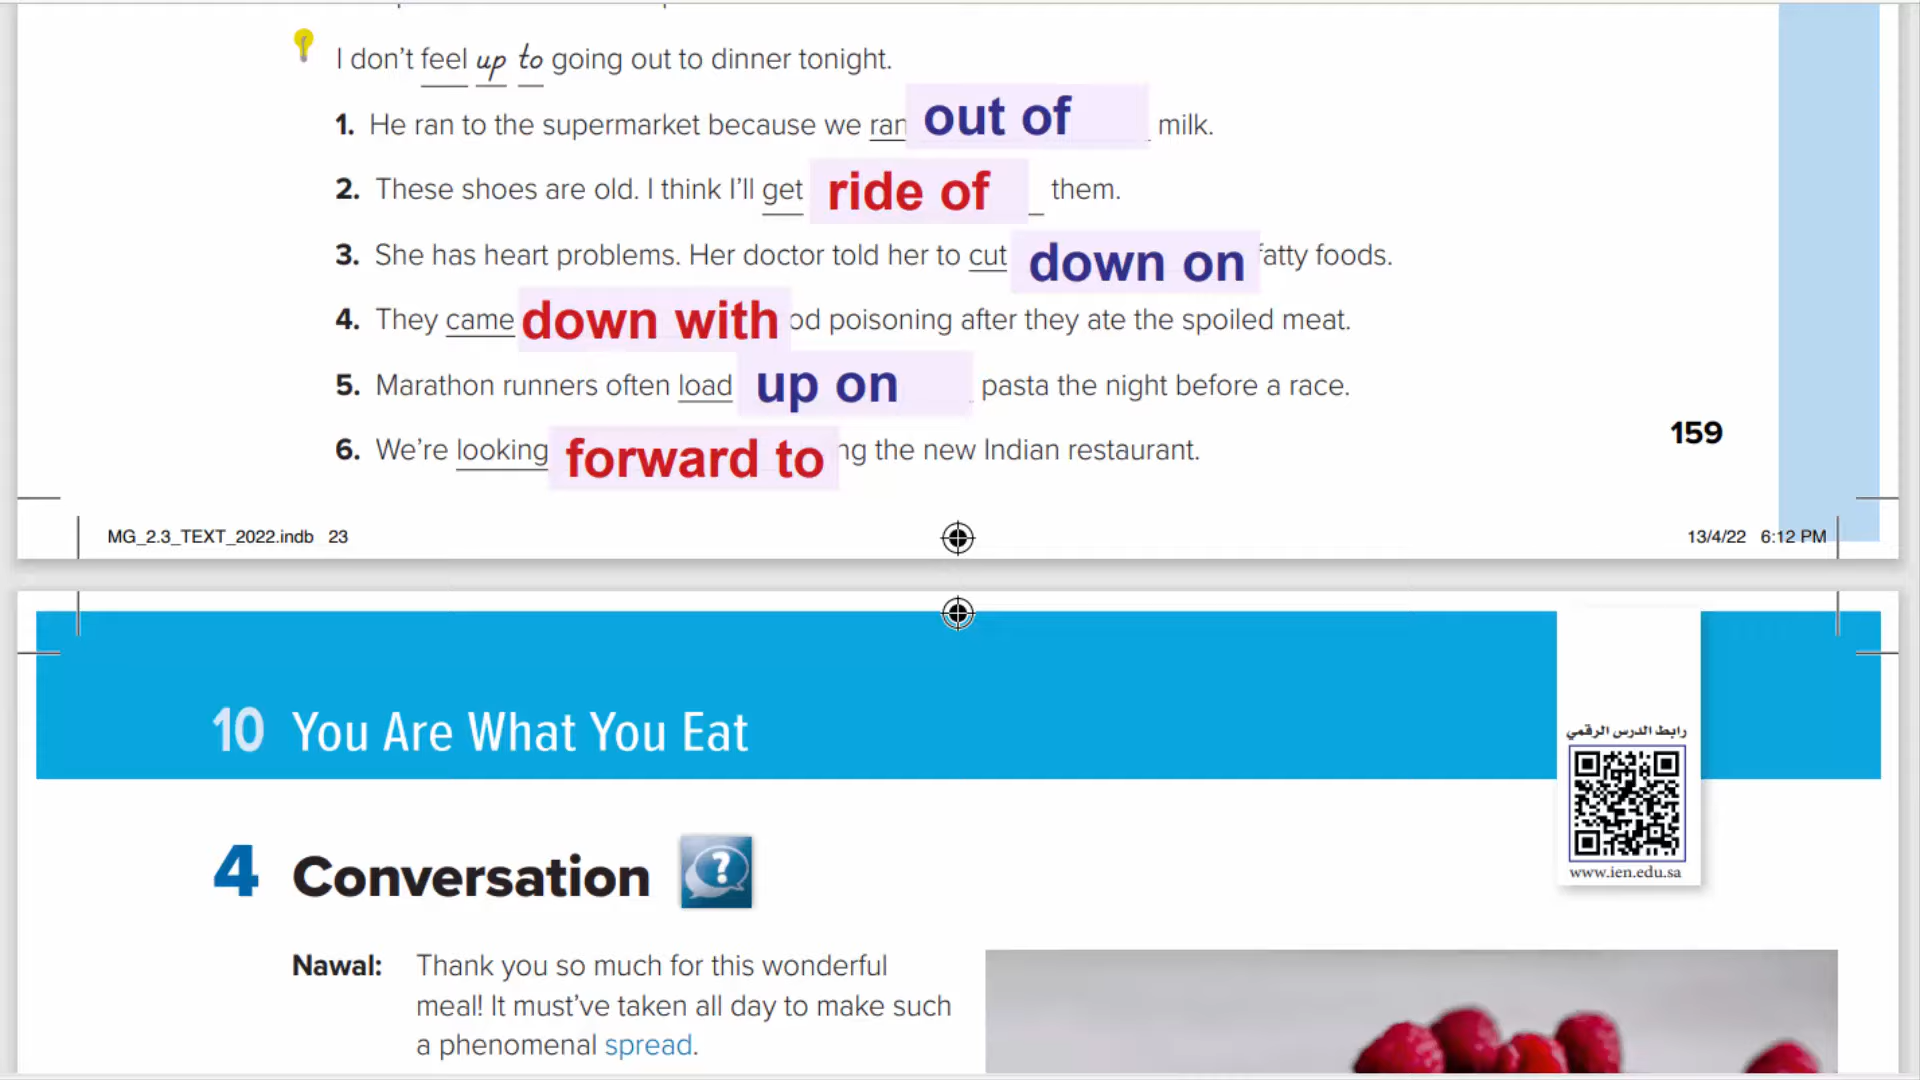 I don't feel up to going out to dinner tonight.
1. He ran to the supermarket because we ran out of milk.
2. These shoes are old. I think I'll get ride of them.
3. She has heart problems. Her doctor told her to cut down on fatty foods.
4. They came down with od poisoning after they ate the spoiled meat.
5. Marathon runners often load up on pasta the night before a race.
6. We're looking forward to ng the new Indian restaurant.
159
MG_2.3_TEXT_2022.indb 23
13/4/22 6:12 PM
10 You Are What You Eat
رابط الدرس الرقمي
www.ien.edu.sa
4 Conversation
?
Nawal: Thank you so much for this wonderful
meal! It must've taken all day to make such
a phenomenal spread.